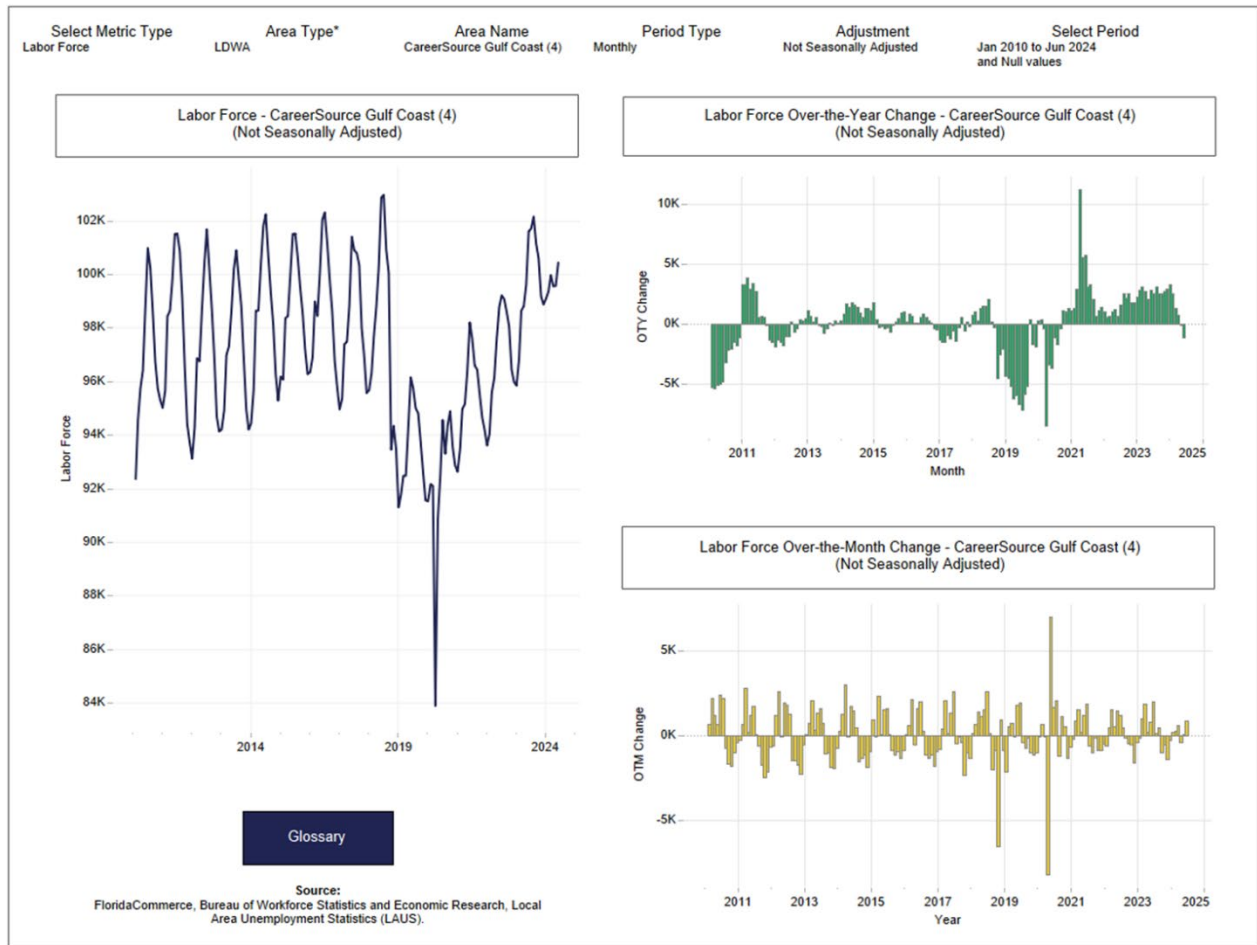 Select Metric Type
Labor Force
Area Type*
LDWA
Area Name
CareerSource Gulf Coast (4)
Period Type
Monthly
Adjustment
Not Seasonally Adjusted
Select Period
Jan 2010 to Jun 2024
and Null values
Labor Force - CareerSource Gulf Coast (4)
(Not Seasonally Adjusted)
102K
100K
98K
96K
94K
92K
90K
88K
86K
84K
Labor Force
2014 2019 2024
Glossary
Source:
FloridaCommerce, Bureau of Workforce Statistics and Economic Research, Local
Area Unemployment Statistics (LAUS).
Labor Force Over-the-Year Change - CareerSource Gulf Coast (4)
(Not Seasonally Adjusted)
10K
5K
0K
-5K
OTY Change
2011 2013 2015 2017 2019 2021 2023 2025
Month
Labor Force Over-the-Month Change - CareerSource Gulf Coast (4)
(Not Seasonally Adjusted)
5K
0K
-5K
OTM Change
2011 2013 2015 2017 2019 2021 2023 2025
Year